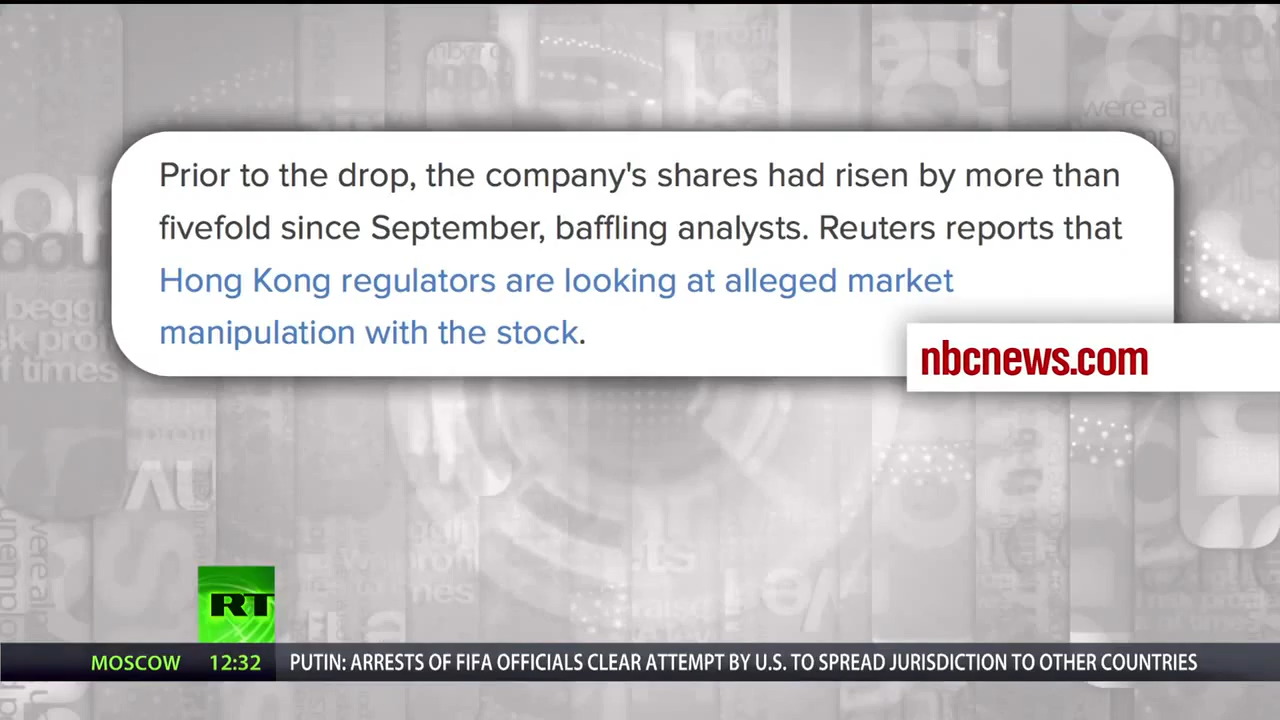 Prior to the drop, the company's shares had risen by more than
fivefold since September, baffling analysts. Reuters reports that
Hong Kong regulators are looking at alleged market
manipulation with the stock.
nbcnews.com
RT
MOSCOW 12:32 PUTIN: ARRESTS OF FIFA OFFICIALS CLEAR ATTEMPT BY U.S. TO SPREAD JURISDICTION TO OTHER COUNTRIES